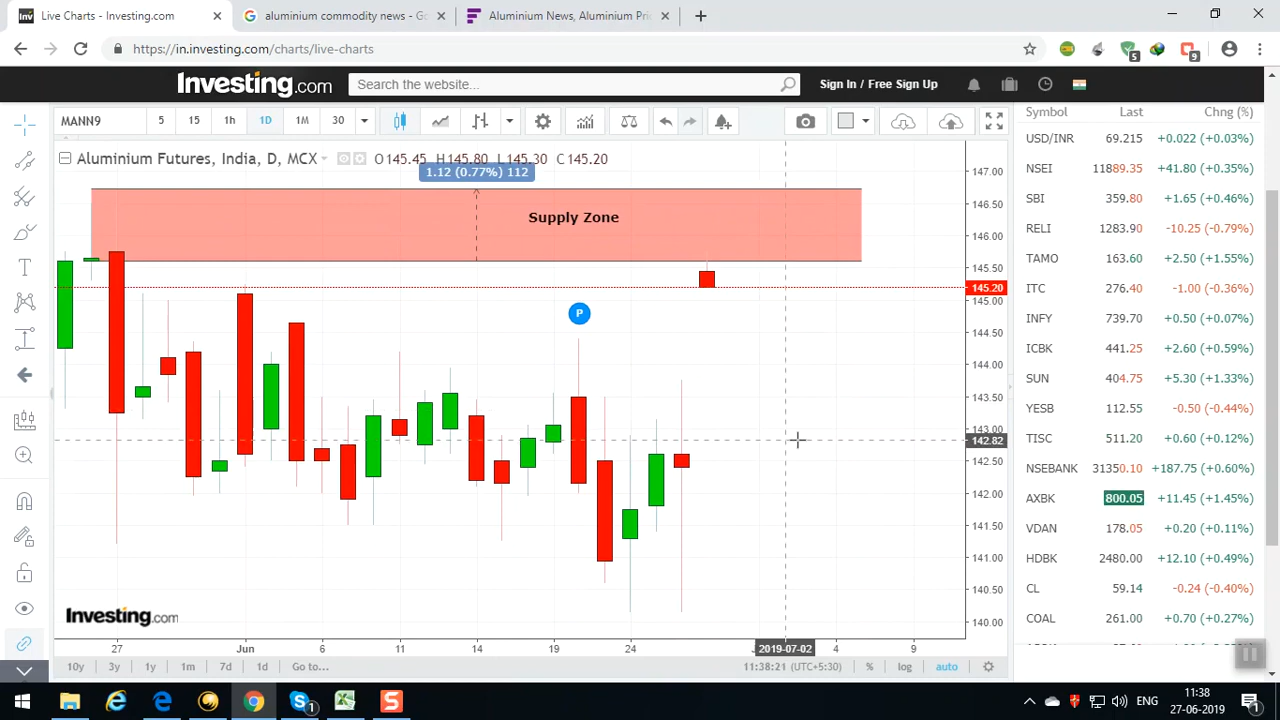 Live Charts - Investing.com
aluminium commodity news - Go
Aluminium News, Aluminium Pric
https://in.investing.com/charts/live-charts
5
9
Investing.com
Search the website...
Sign In / Free Sign Up
MANN9
5
15
1h
1D
1M
30
Aluminium Futures, India, D, MCX
O 145.45 H 145.80 L 145.30 C 145.20
1.12 (0.77%) 112
Supply Zone
P
T
147.00
146.50
146.00
145.50
145.20
145.00
144.50
144.00
143.50
143.00
142.82
142.50
142.00
141.50
141.00
140.50
140.00
Investing.com
27
Jun
6
11
14
19
24
2019-07-02
4
9
10y
3y
1y
1m
7d
1d
Go to...
11:38:21 (UTC+5:30)
%
log
auto
Symbol Last Chng (%)
USD/INR 69.215 +0.022 (+0.03%)
NSEI 11889.35 +41.80 (+0.35%)
SBI 359.80 +1.65 (+0.46%)
RELI 1283.90 -10.25 (-0.79%)
TAMO 163.60 +2.50 (+1.55%)
ITC 276.40 -1.00 (-0.36%)
INFY 739.70 +0.50 (+0.07%)
ICBK 441.25 +2.60 (+0.59%)
SUN 404.75 +5.30 (+1.33%)
YESB 112.55 -0.50 (-0.44%)
TISC 511.20 +0.60 (+0.12%)
NSEBANK 31350.10 +187.75 (+0.60%)
AXBK 800.05 +11.45 (+1.45%)
VDAN 178.05 +0.20 (+0.11%)
HDBK 2480.00 +12.10 (+0.49%)
CL 59.14 -0.24 (-0.40%)
COAL 261.00 +0.70 (+0.27%)
1
ENG
11:38
27-06-2019
1